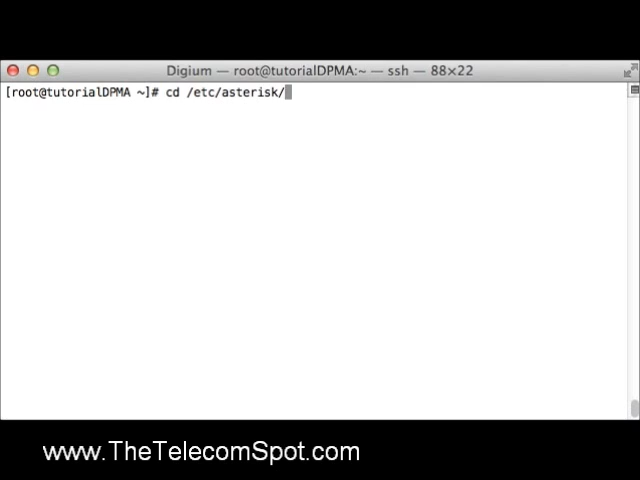 Digium — root@tutorialDPMA:~ — ssh — 88×22
[root@tutorialDPMA ~]# cd /etc/asterisk/
www.TheTelecomSpot.com